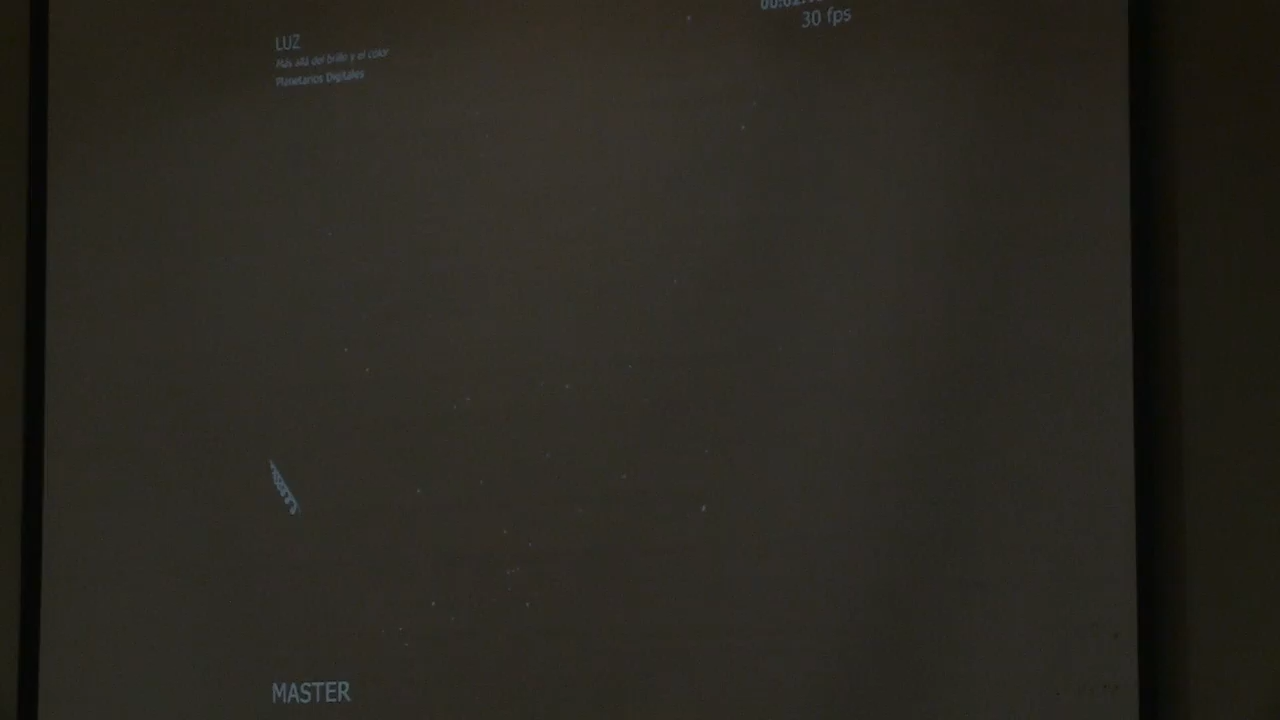 LUZ
Más allá del brillo y el color
Planetarios Digitales
30 fps
MASTER